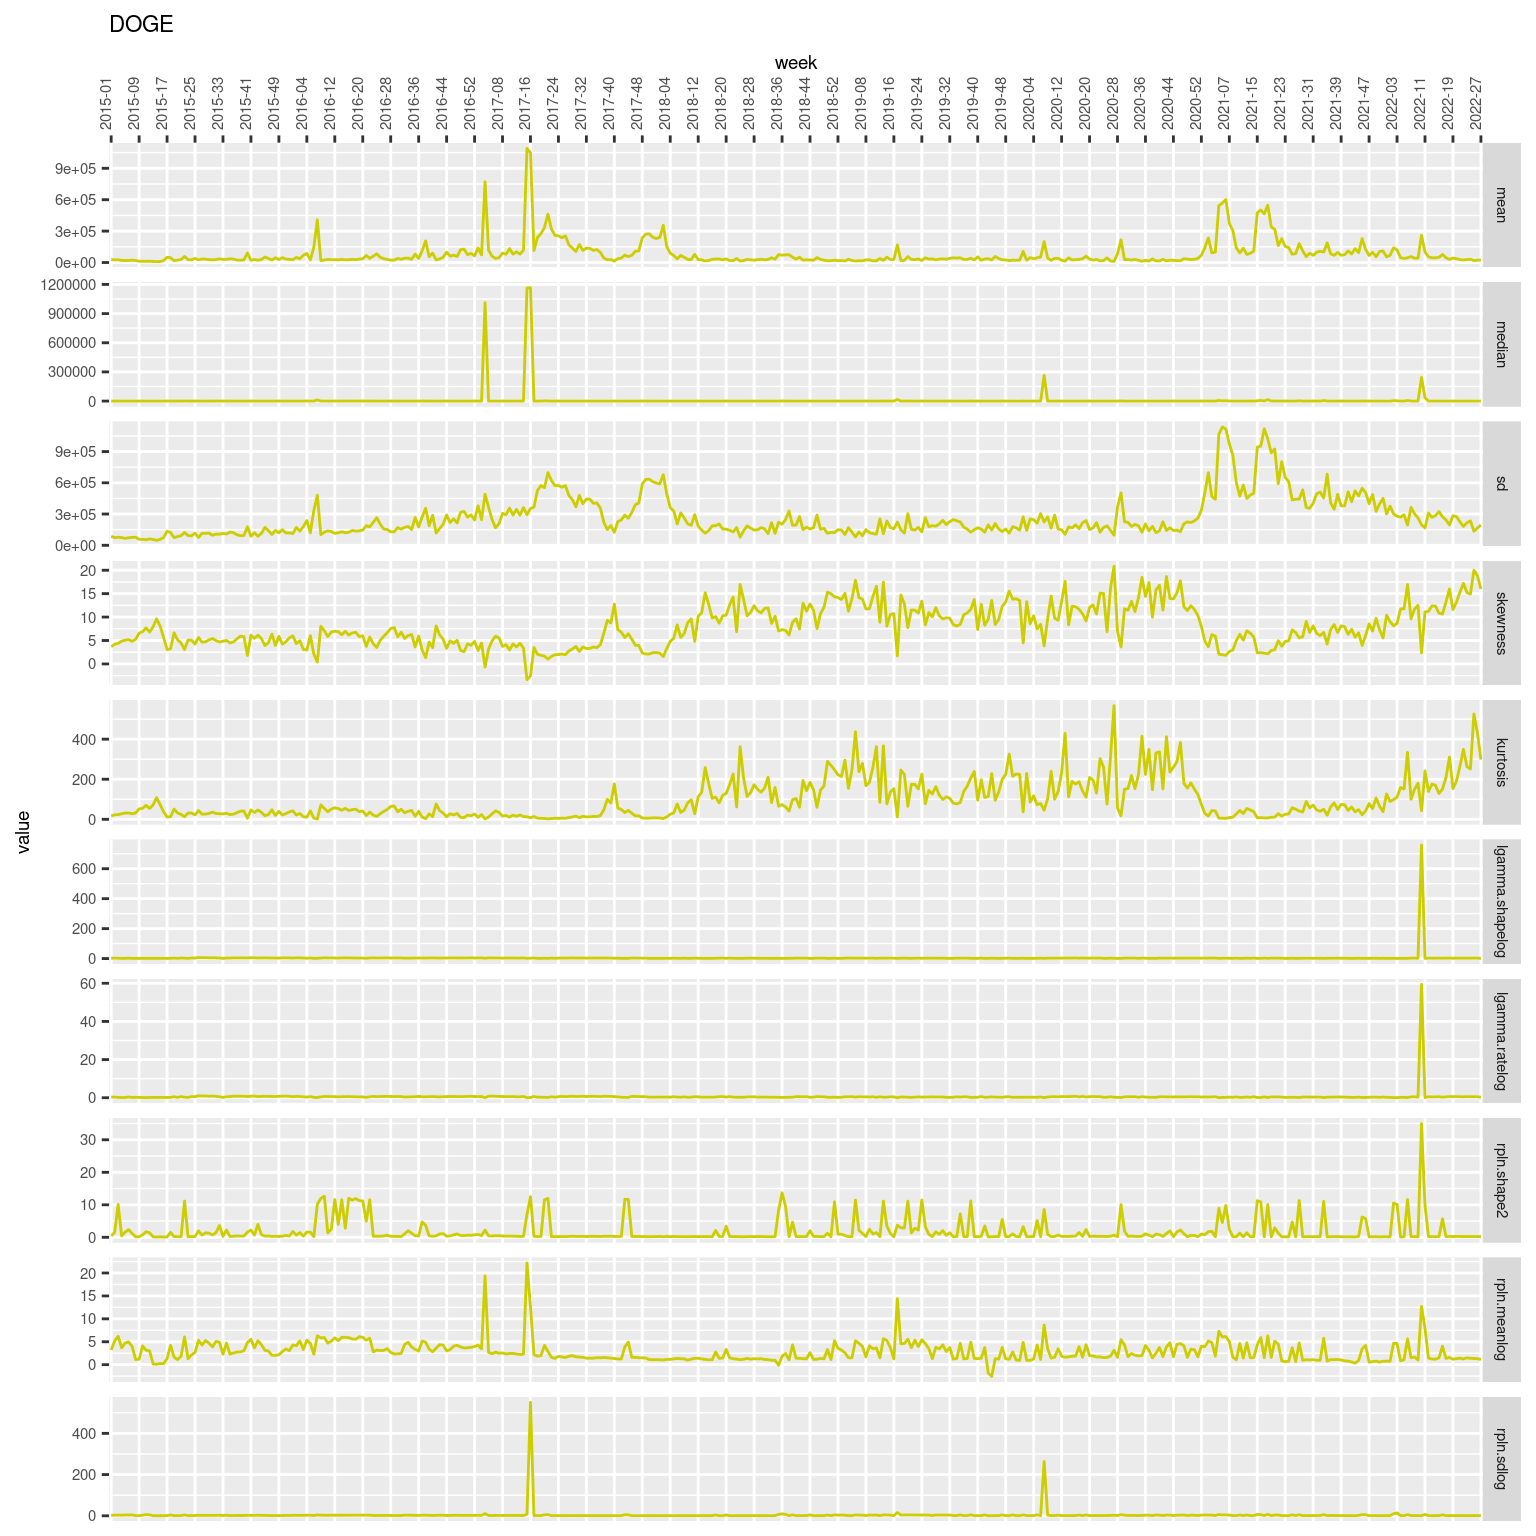 DOGE
week
2015-01 2015-09 2015-17 2015-25 2015-33 2015-41 2015-49 2016-04 2016-12 2016-20 2016-28 2016-36 2016-44 2016-52 2017-08 2017-16 2017-24 2017-32 2017-40 2017-48 2018-04 2018-12 2018-20 2018-28 2018-36 2018-44 2018-52 2019-08 2019-16 2019-24 2019-32 2019-40 2019-48 2020-04 2020-12 2020-20 2020-28 2020-36 2020-44 2020-52 2021-07 2021-15 2021-23 2021-31 2021-39 2021-47 2022-03 2022-11 2022-19 2022-27
value
9e+05
6e+05
3e+05
0e+00
mean
1200000
900000
600000
300000
0
median
9e+05
6e+05
3e+05
0e+00
sd
20
15
10
5
0
skewness
400
200
0
kurtosis
600
400
200
0
lgamma.shapelog
60
40
20
0
lgamma.ratelog
30
20
10
0
rpln.shape2
20
15
10
5
0
rpln.meanlog
400
200
0
rpln.sdlog